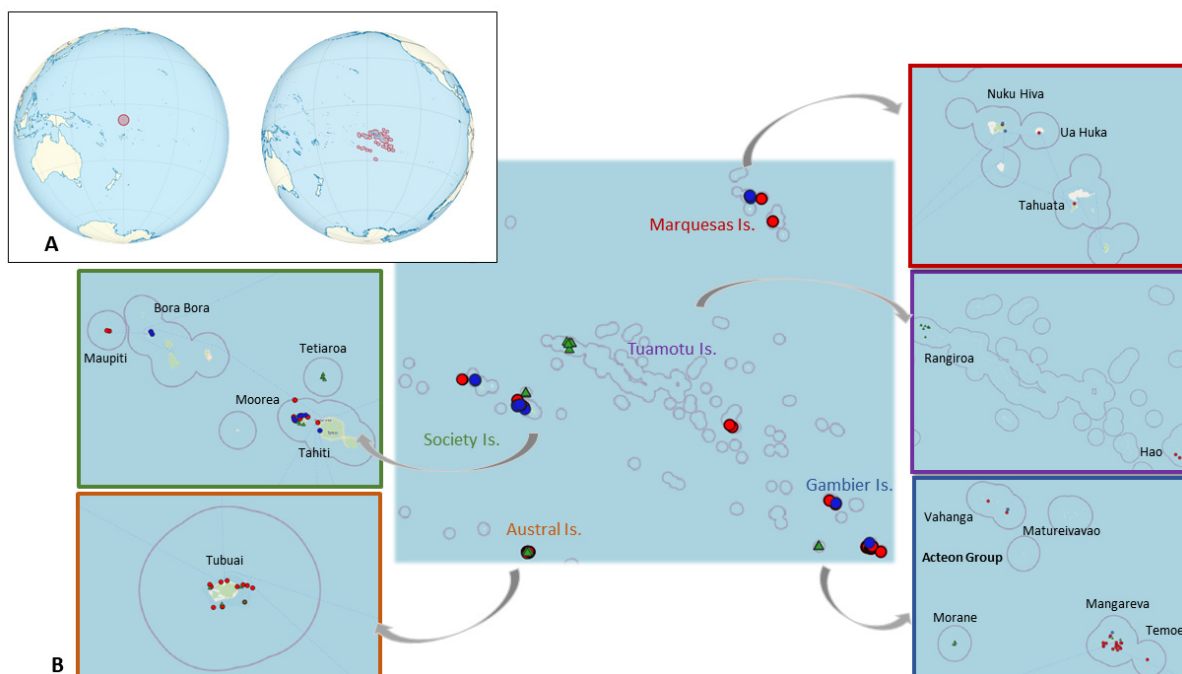 A
Marquesas Is.
Tuamotu Is.
Society Is.
Gambier Is.
Austral Is.
Nuku Hiva
Ua Huka
Tahuata
Bora Bora
Maupiti
Tetiaroa
Moorea
Tahiti
Rangiroa
Hao
Tubuai
Vahanga
Matureivavao
Acteon Group
Mangareva
Morane
Temoe
B